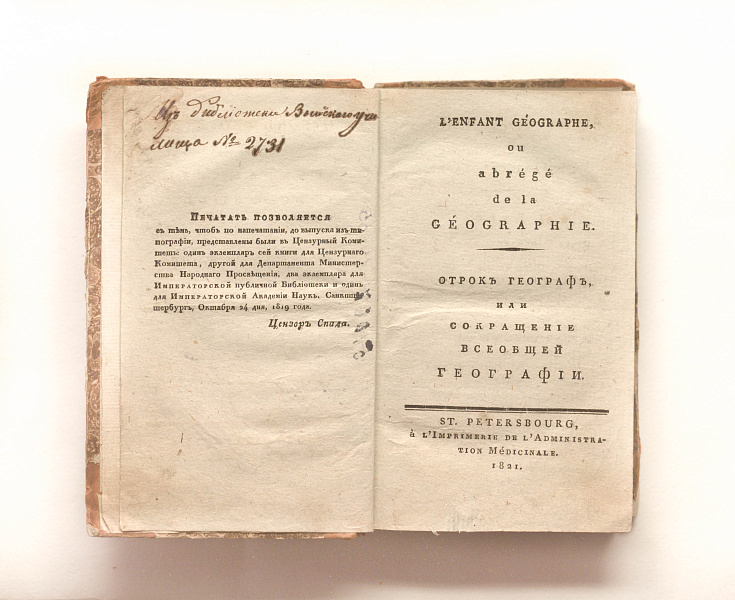 Изъ библіотеки Выйскаго учи
лища № 2731
Печатать позволяется
съ тѣмъ, чтобъ по напечатаніи, до выпуска изъ ти-
пографіи, представлены были въ Цензурный Коми-
тетъ: одинъ экземпляръ сей книги для Цензурнаго
Комитета, другой для Департамента Министер-
ства Народнаго Просвѣщенія, два экземпляра для
Императорской публичной Библіотеки и одинъ
для Императорской Академіи Наукъ. Санктпе-
тербургъ, Октября 24 дня, 1819 года.
Цензоръ Спада.
L'ENFANT GÉOGRAPHE,
ou
abrégé
de la
GÉOGRAPHIE.
ОТРОКЪ ГЕОГРАФЪ,
или
СОКРАЩЕНІЕ
ВСЕОБЩЕЙ
ГЕОГРАФІИ.
ST. PETERSBOURG,
à l'Imprimerie de l'Administra-
tion Médicinale.
1821.